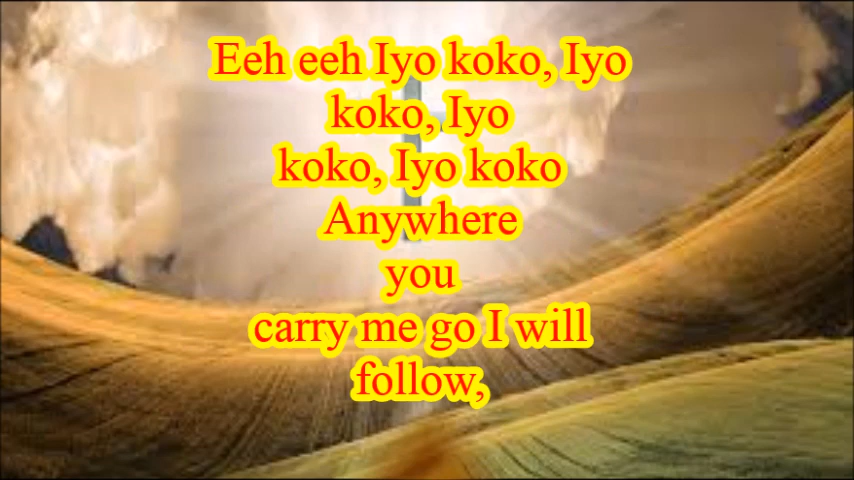 Eeh eeh Iyo koko, Iyo
koko, Iyo
koko, Iyo koko
Anywhere
you
carry me go I will
follow,